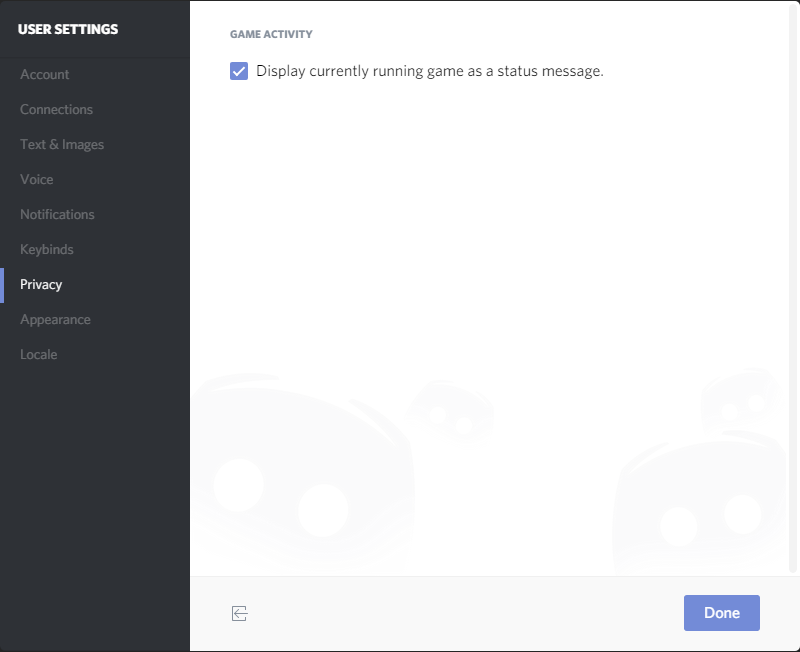 USER SETTINGS
Account
Connections
Text & Images
Voice
Notifications
Keybinds
Privacy
Appearance
Locale
GAME ACTIVITY
Display currently running game as a status message.
Done